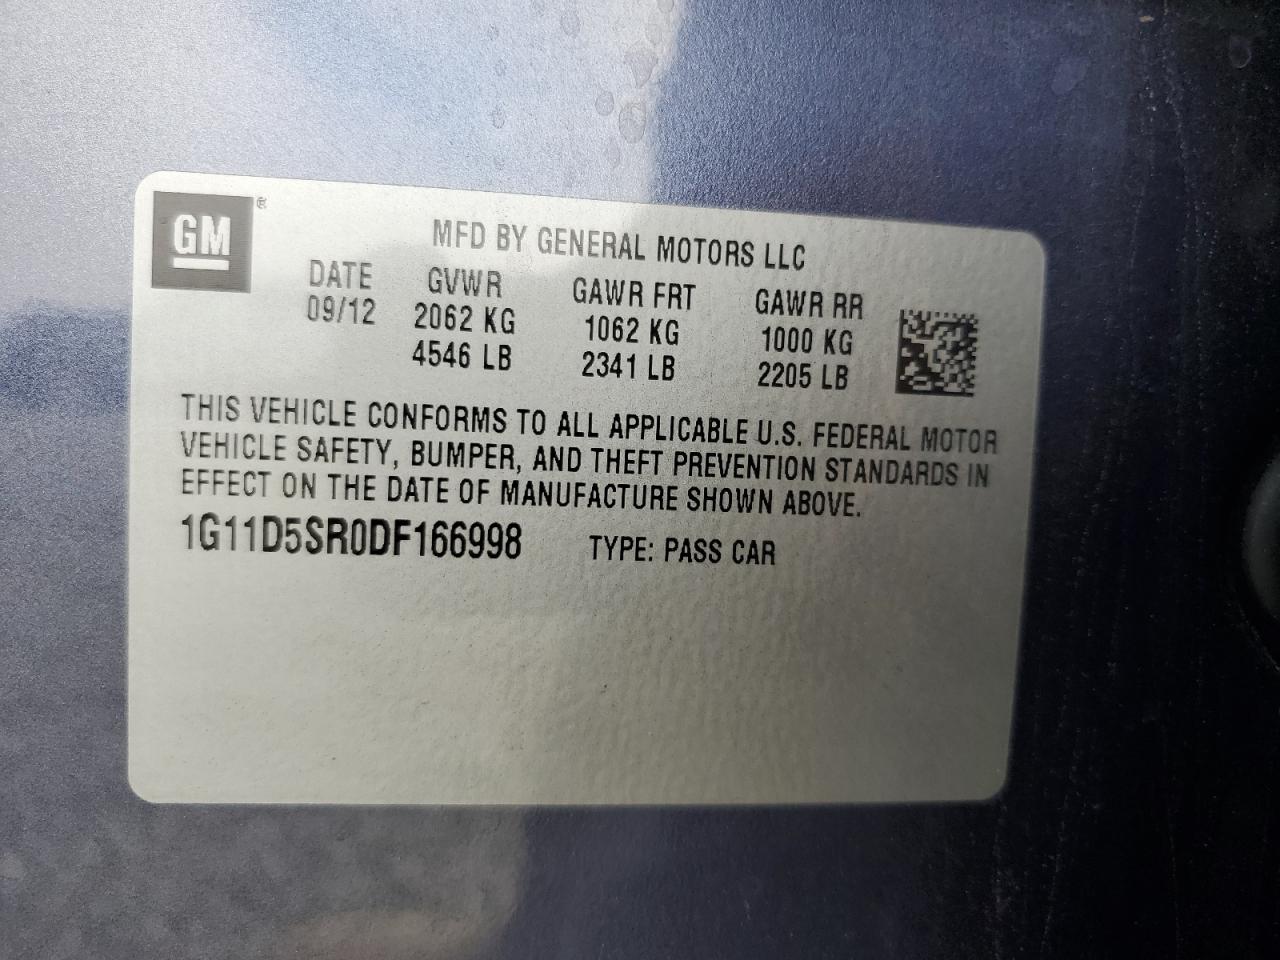 GM ®
MFD BY GENERAL MOTORS LLC
DATE GVWR GAWR FRT GAWR RR
09/12 2062 KG 1062 KG 1000 KG
4546 LB 2341 LB 2205 LB
THIS VEHICLE CONFORMS TO ALL APPLICABLE U.S. FEDERAL MOTOR
VEHICLE SAFETY, BUMPER, AND THEFT PREVENTION STANDARDS IN
EFFECT ON THE DATE OF MANUFACTURE SHOWN ABOVE.
1G11D5SR0DF166998 TYPE: PASS CAR